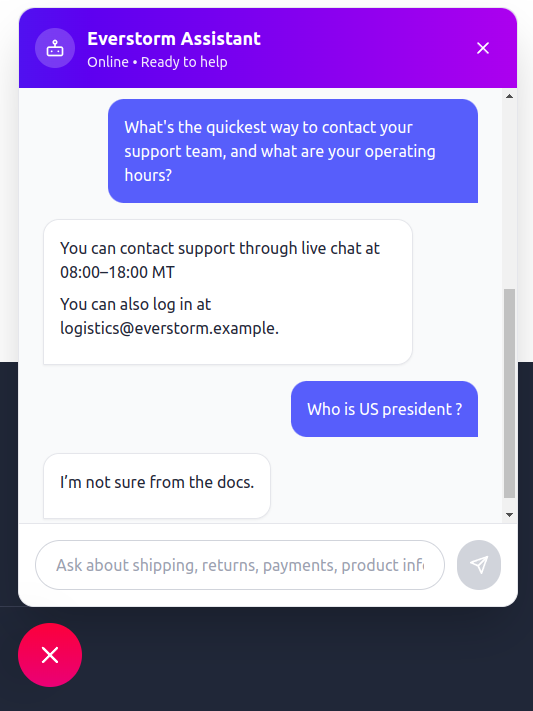 Everstorm Assistant
Online • Ready to help
What's the quickest way to contact your
support team, and what are your operating
hours?
You can contact support through live chat at
08:00–18:00 MT
You can also log in at
logistics@everstorm.example.
Who is US president ?
I’m not sure from the docs.
Ask about shipping, returns, payments, product info